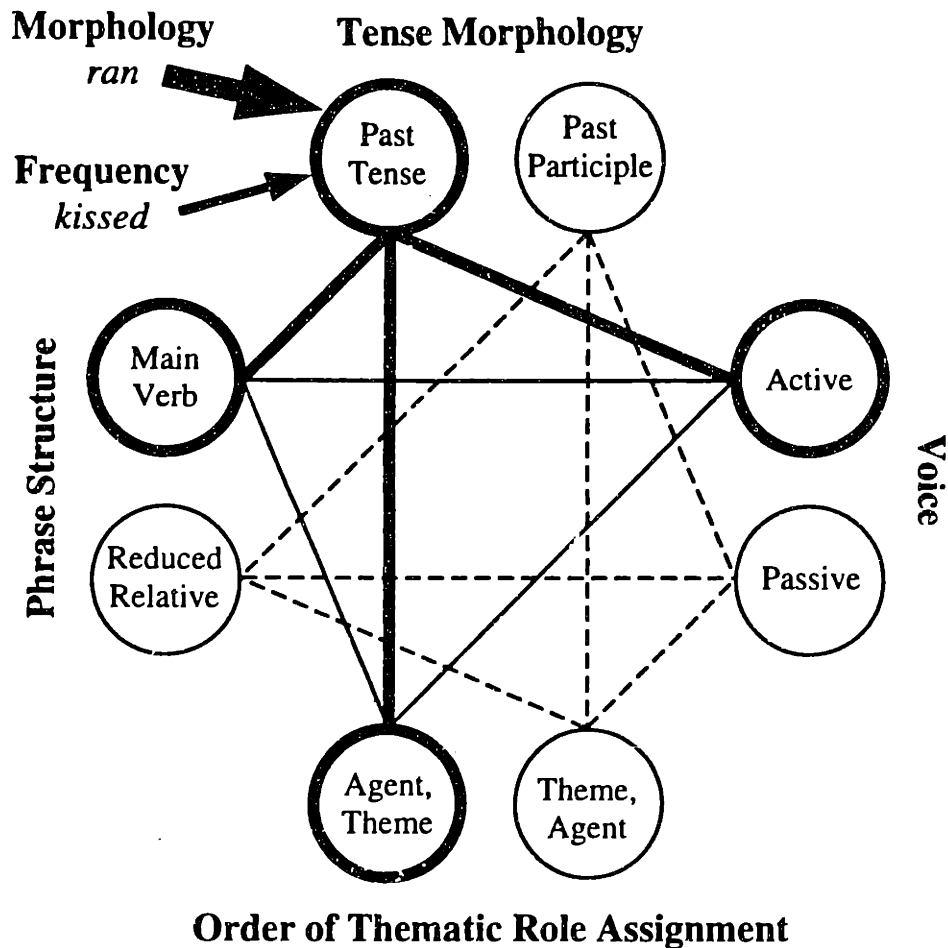 Morphology
ran
Tense Morphology
Frequency
kissed
Past
Tense
Past
Participle
Phrase Structure
Main
Verb
Active
Voice
Reduced
Relative
Passive
Agent,
Theme
Theme,
Agent
Order of Thematic Role Assignment